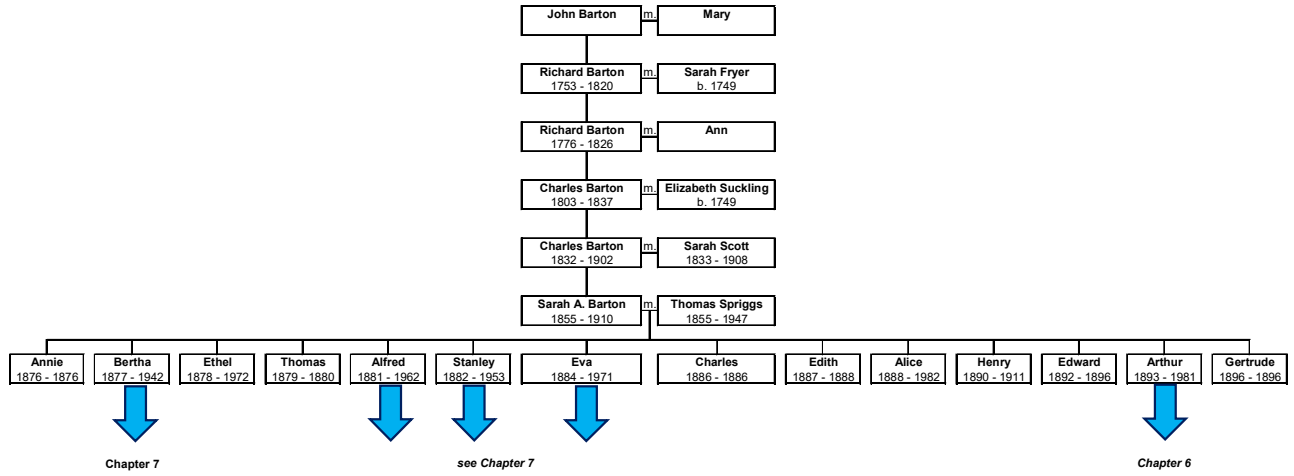 John Barton m. Mary
Richard Barton m. Sarah Fryer
1753 - 1820 b. 1749
Richard Barton m. Ann
1776 - 1826
Charles Barton m. Elizabeth Suckling
1803 - 1837 b. 1749
Charles Barton m. Sarah Scott
1832 - 1902 1833 - 1908
Sarah A. Barton m. Thomas Spriggs
1855 - 1910 1855 - 1947
Annie Bertha Ethel Thomas Alfred Stanley Eva Charles Edith Alice Henry Edward Arthur Gertrude
1876 - 1876 1877 - 1942 1878 - 1972 1879 - 1880 1881 - 1962 1882 - 1953 1884 - 1971 1886 - 1886 1887 - 1888 1888 - 1982 1890 - 1911 1892 - 1896 1893 - 1981 1896 - 1896
Chapter 7 see Chapter 7 Chapter 6